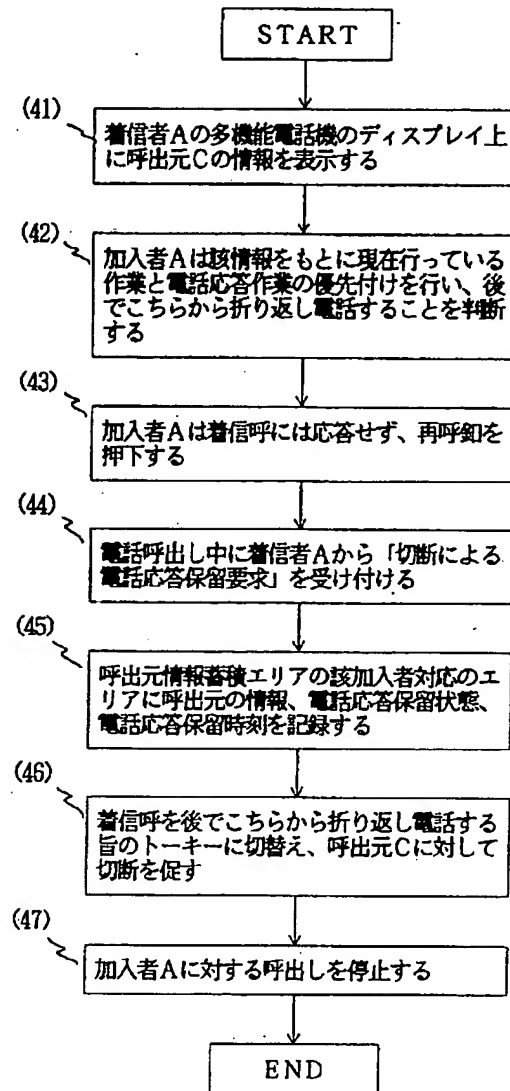 START
(41)
着信者Aの多機能電話機のディスプレイ上
に呼出元Cの情報を表示する
(42)
加入者Aは該情報をもとに現在行っている
作業と電話応答作業の優先付けを行い、後
でこちらから折り返し電話することを判断
する
(43)
加入者Aは着信呼には応答せず、再呼釦を
押下する
(44)
電話呼出し中に着信者Aから「切断による
電話応答保留要求」を受け付ける
(45)
呼出元情報蓄積エリアの該加入者対応のエ
リアに呼出元の情報、電話応答保留状態、
電話応答保留時刻を記録する
(46)
着信呼を後でこちらから折り返し電話する
旨のトーキーに切替え、呼出元Cに対して
切断を促す
(47)
加入者Aに対する呼出しを停止する
END